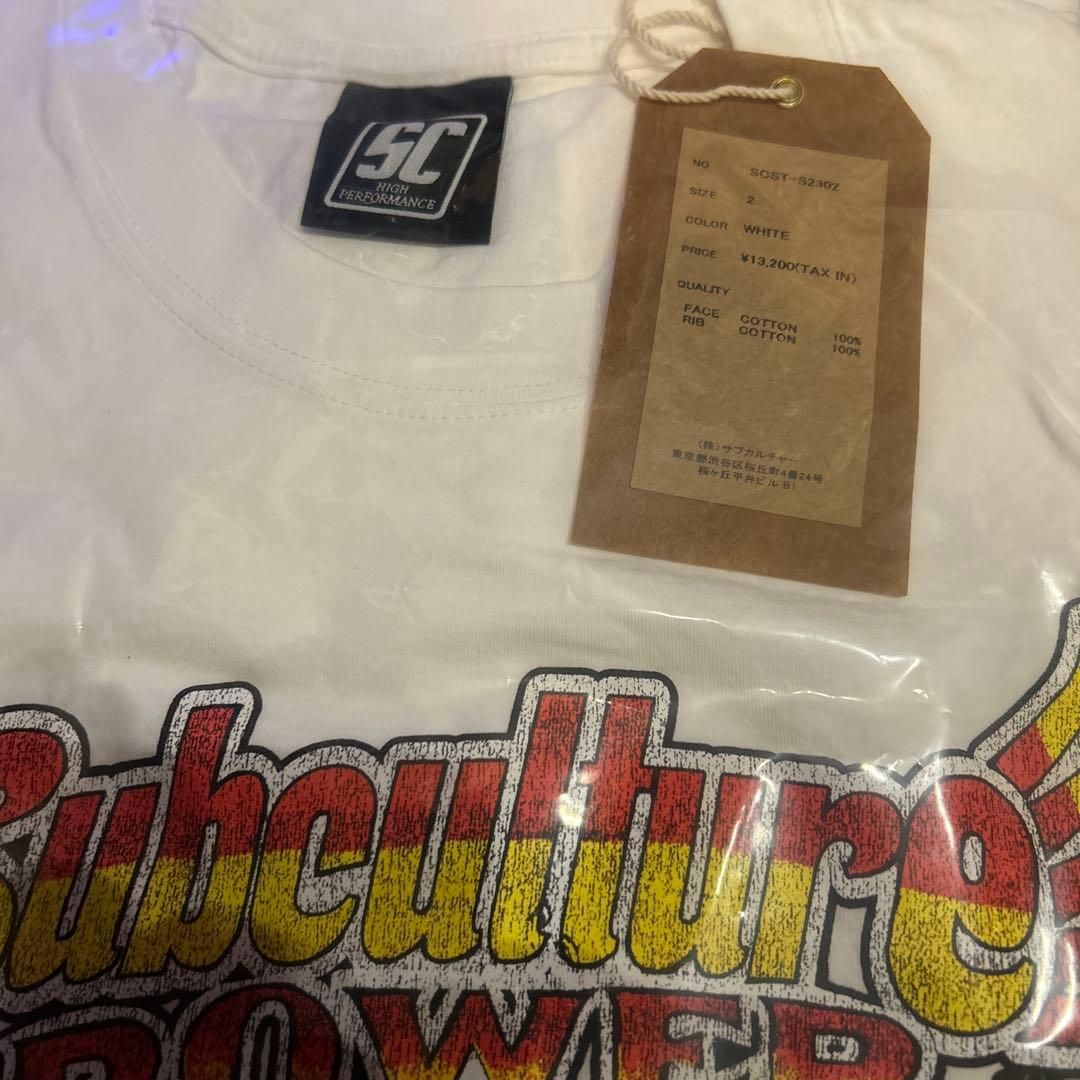 SC
HIGH
PERFORMANCE
NO SCST-S2302
SIZE 2
COLOR WHITE
PRICE ¥13,200(TAX IN)
QUALITY
FACE COTTON 100%
RIB COTTON 100%
(株)サブカルチャー
東京都渋谷区桜丘町4番24号
桜ヶ丘平井ビル B1
Subculture
POWER